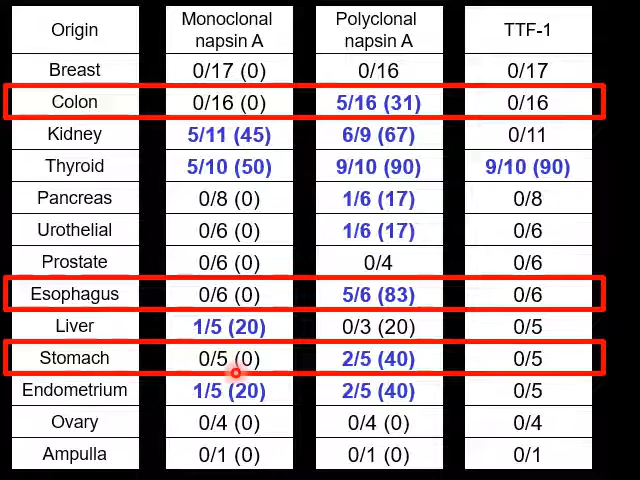 Origin Monoclonal napsin A Polyclonal napsin A TTF-1
Breast 0/17 (0) 0/16 0/17
Colon 0/16 (0) 5/16 (31) 0/16
Kidney 5/11 (45) 6/9 (67) 0/11
Thyroid 5/10 (50) 9/10 (90) 9/10 (90)
Pancreas 0/8 (0) 1/6 (17) 0/8
Urothelial 0/6 (0) 1/6 (17) 0/6
Prostate 0/6 (0) 0/4 0/6
Esophagus 0/6 (0) 5/6 (83) 0/6
Liver 1/5 (20) 0/3 (20) 0/5
Stomach 0/5 (0) 2/5 (40) 0/5
Endometrium 1/5 (20) 2/5 (40) 0/5
Ovary 0/4 (0) 0/4 (0) 0/4
Ampulla 0/1 (0) 0/1 (0) 0/1